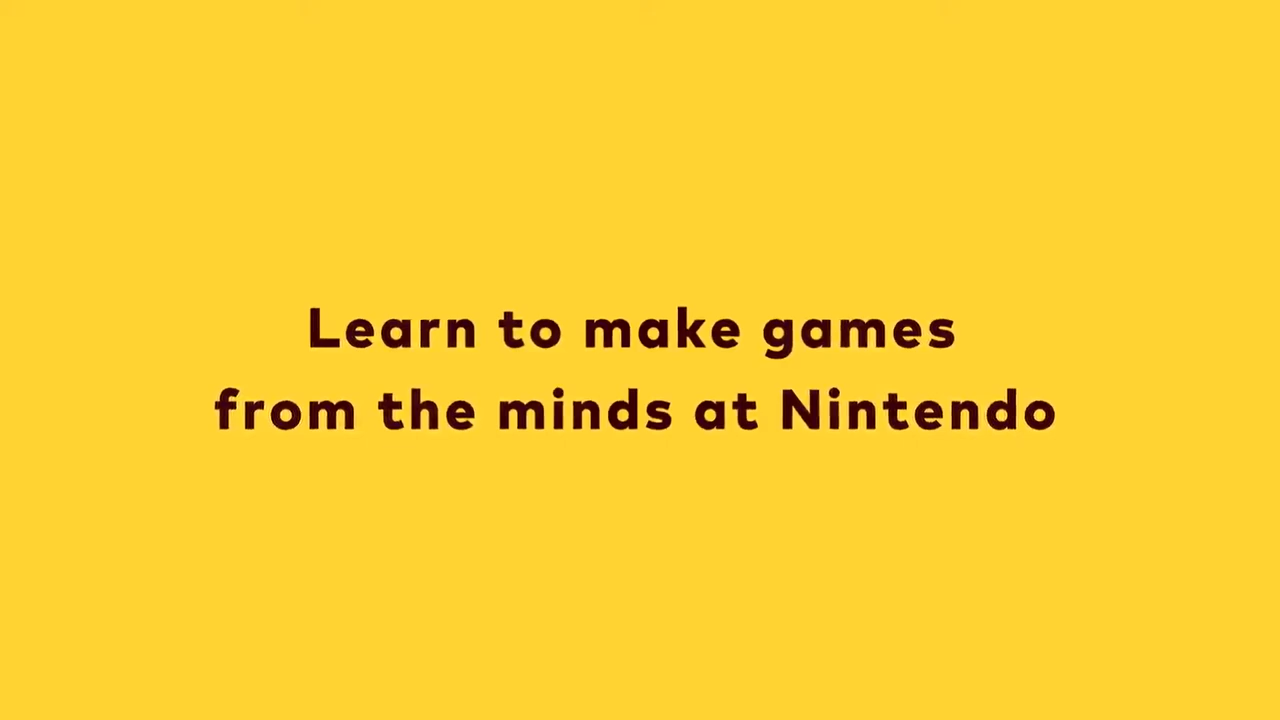 Learn to make games
from the minds at Nintendo